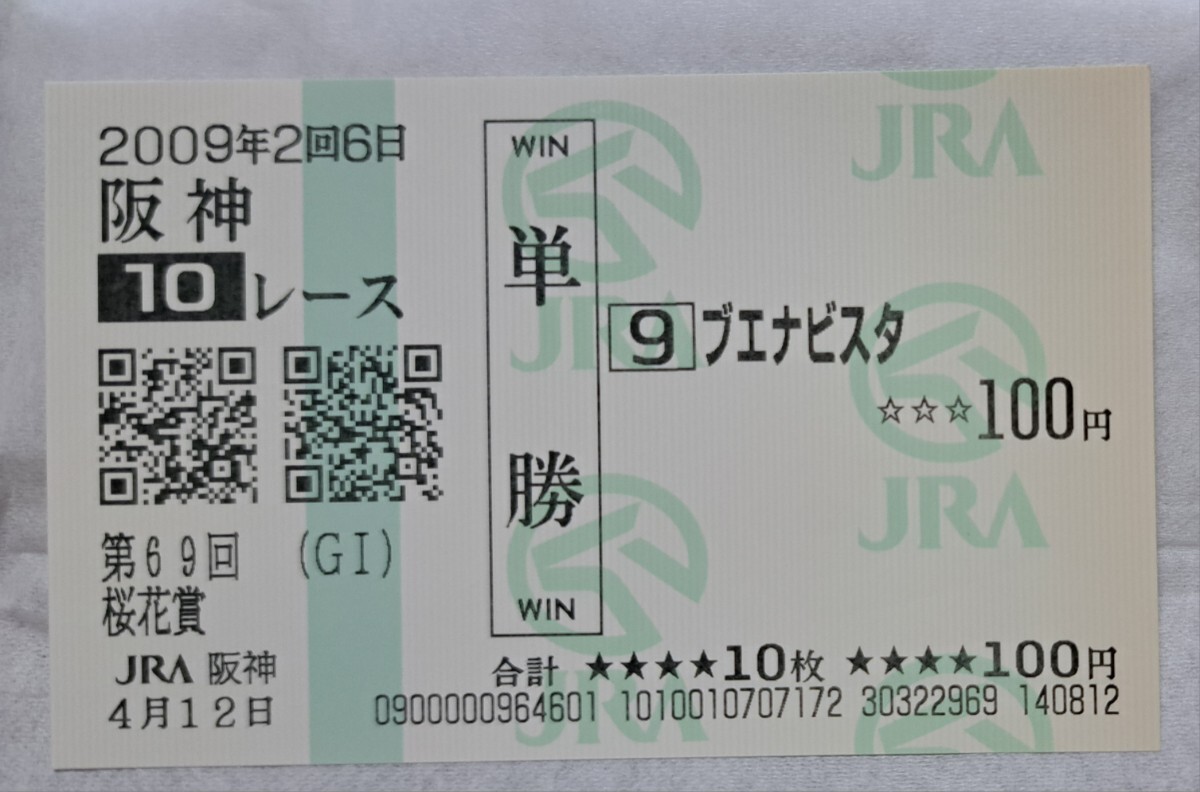 2009年2回6日
阪神
10レース
第69回 (GI)
桜花賞
JRA 阪神
4月12日
WIN
単勝
WIN
9 ブエナビスタ
☆☆☆100円
合計 ★★★★10枚 ★★★★100円
0900000964601 1010010707172 30322969 140812
JRA
JRA
JRA
JRA